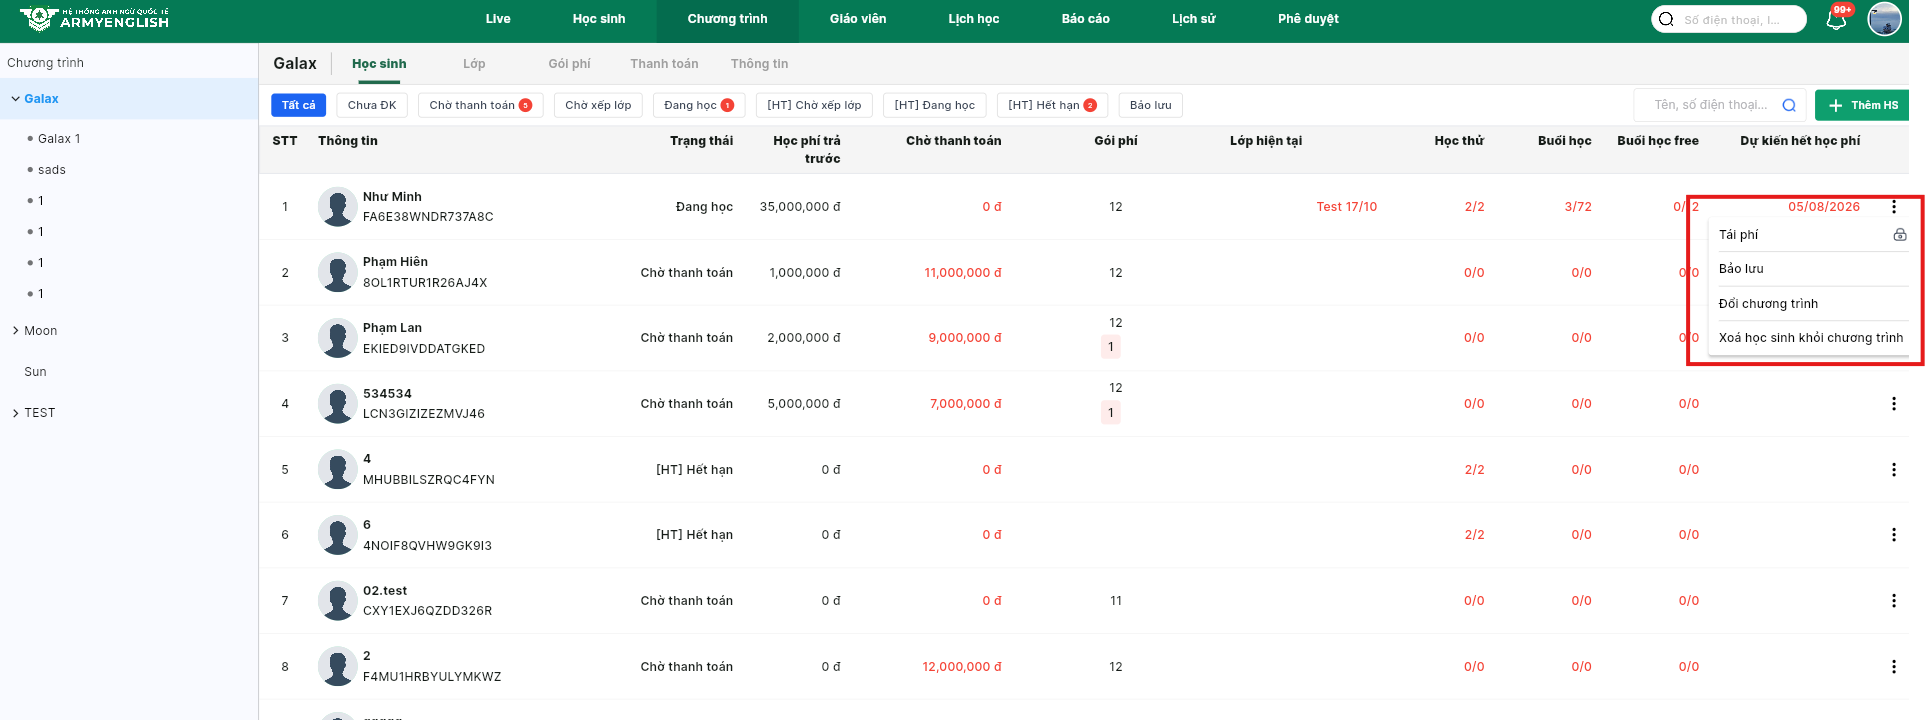 HỆ THỐNG ANH NGỮ QUỐC TẾ
ARMYENGLISH
Live
Học sinh
Chương trình
Giáo viên
Lịch học
Báo cáo
Lịch sử
Phê duyệt
Số điện thoại, l...
99+
Chương trình
Galax
Galax 1
sads
1
1
1
1
Moon
Sun
TEST
Galax
Học sinh
Lớp
Gói phí
Thanh toán
Thông tin
Tất cả
Chưa ĐK
Chờ thanh toán 5
Chờ xếp lớp
Đang học 1
[HT] Chờ xếp lớp
[HT] Đang học
[HT] Hết hạn 2
Bảo lưu
Tên, số điện thoại...
Thêm HS
STT Thông tin Trạng thái Học phí trả trước Chờ thanh toán Gói phí Lớp hiện tại Học thử Buổi học Buổi học free Dự kiến hết học phí
1 Như Minh Đang học 35,000,000 đ 0 đ 12 Test 17/10 2/2 3/72 05/08/2026
FA6E38WNDR737A8C
2 Phạm Hiên Chờ thanh toán 1,000,000 đ 11,000,000 đ 12 0/0 0/0 0/0
8OL1RTUR1R26AJ4X
3 Phạm Lan Chờ thanh toán 2,000,000 đ 9,000,000 đ 12 0/0 0/0 0/0
EKIED9IVDDATGKED 1
4 534534 Chờ thanh toán 5,000,000 đ 7,000,000 đ 12 0/0 0/0 0/0
LCN3GIZIZEZMVJ46 1
5 4 [HT] Hết hạn 0 đ 0 đ 2/2 0/0 0/0
MHUBBILSZRQC4FYN
6 6 [HT] Hết hạn 0 đ 0 đ 2/2 0/0 0/0
4NOIF8QVHW9GK9I3
7 02.test Chờ thanh toán 0 đ 0 đ 11 0/0 0/0 0/0
CXY1EXJ6QZDD326R
8 2 Chờ thanh toán 0 đ 12,000,000 đ 12 0/0 0/0 0/0
F4MU1HRBYULYMKWZ
Tái phí
Bảo lưu
Đổi chương trình
Xoá học sinh khỏi chương trình